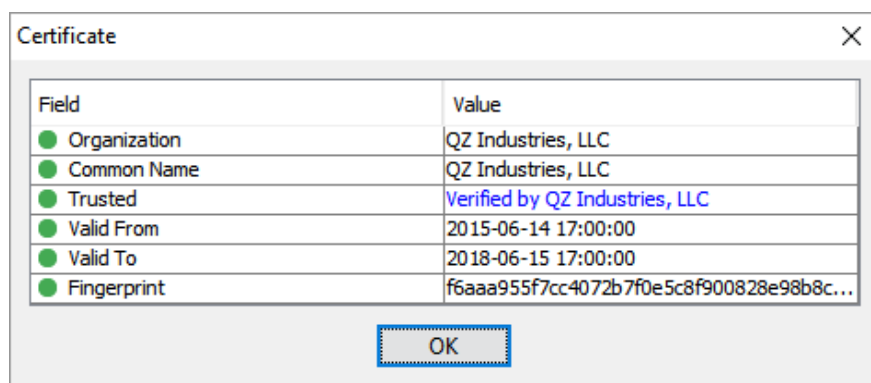 Certificate
Field Value
Organization QZ Industries, LLC
Common Name QZ Industries, LLC
Trusted Verified by QZ Industries, LLC
Valid From 2015-06-14 17:00:00
Valid To 2018-06-15 17:00:00
Fingerprint f6aaa955f7cc4072b7f0e5c8f900828e98b8c...
OK